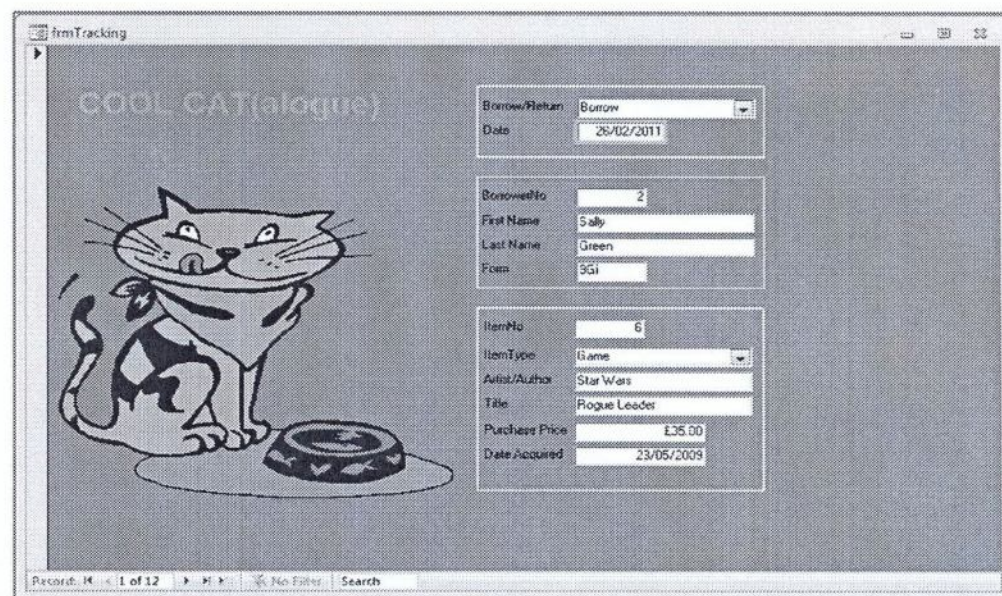 frmTracking
COOL CAT(alogue)
Borrow/Return Borrow
Date 26/02/2011
BorrowerNo 2
First Name Sally
Last Name Green
Form 9Gi
ItemNo 6
ItemType Game
Artist/Author Star Wars
Title Rogue Leader
Purchase Price £35.00
Date Acquired 23/05/2009
Record: 1 of 12 No Filter Search